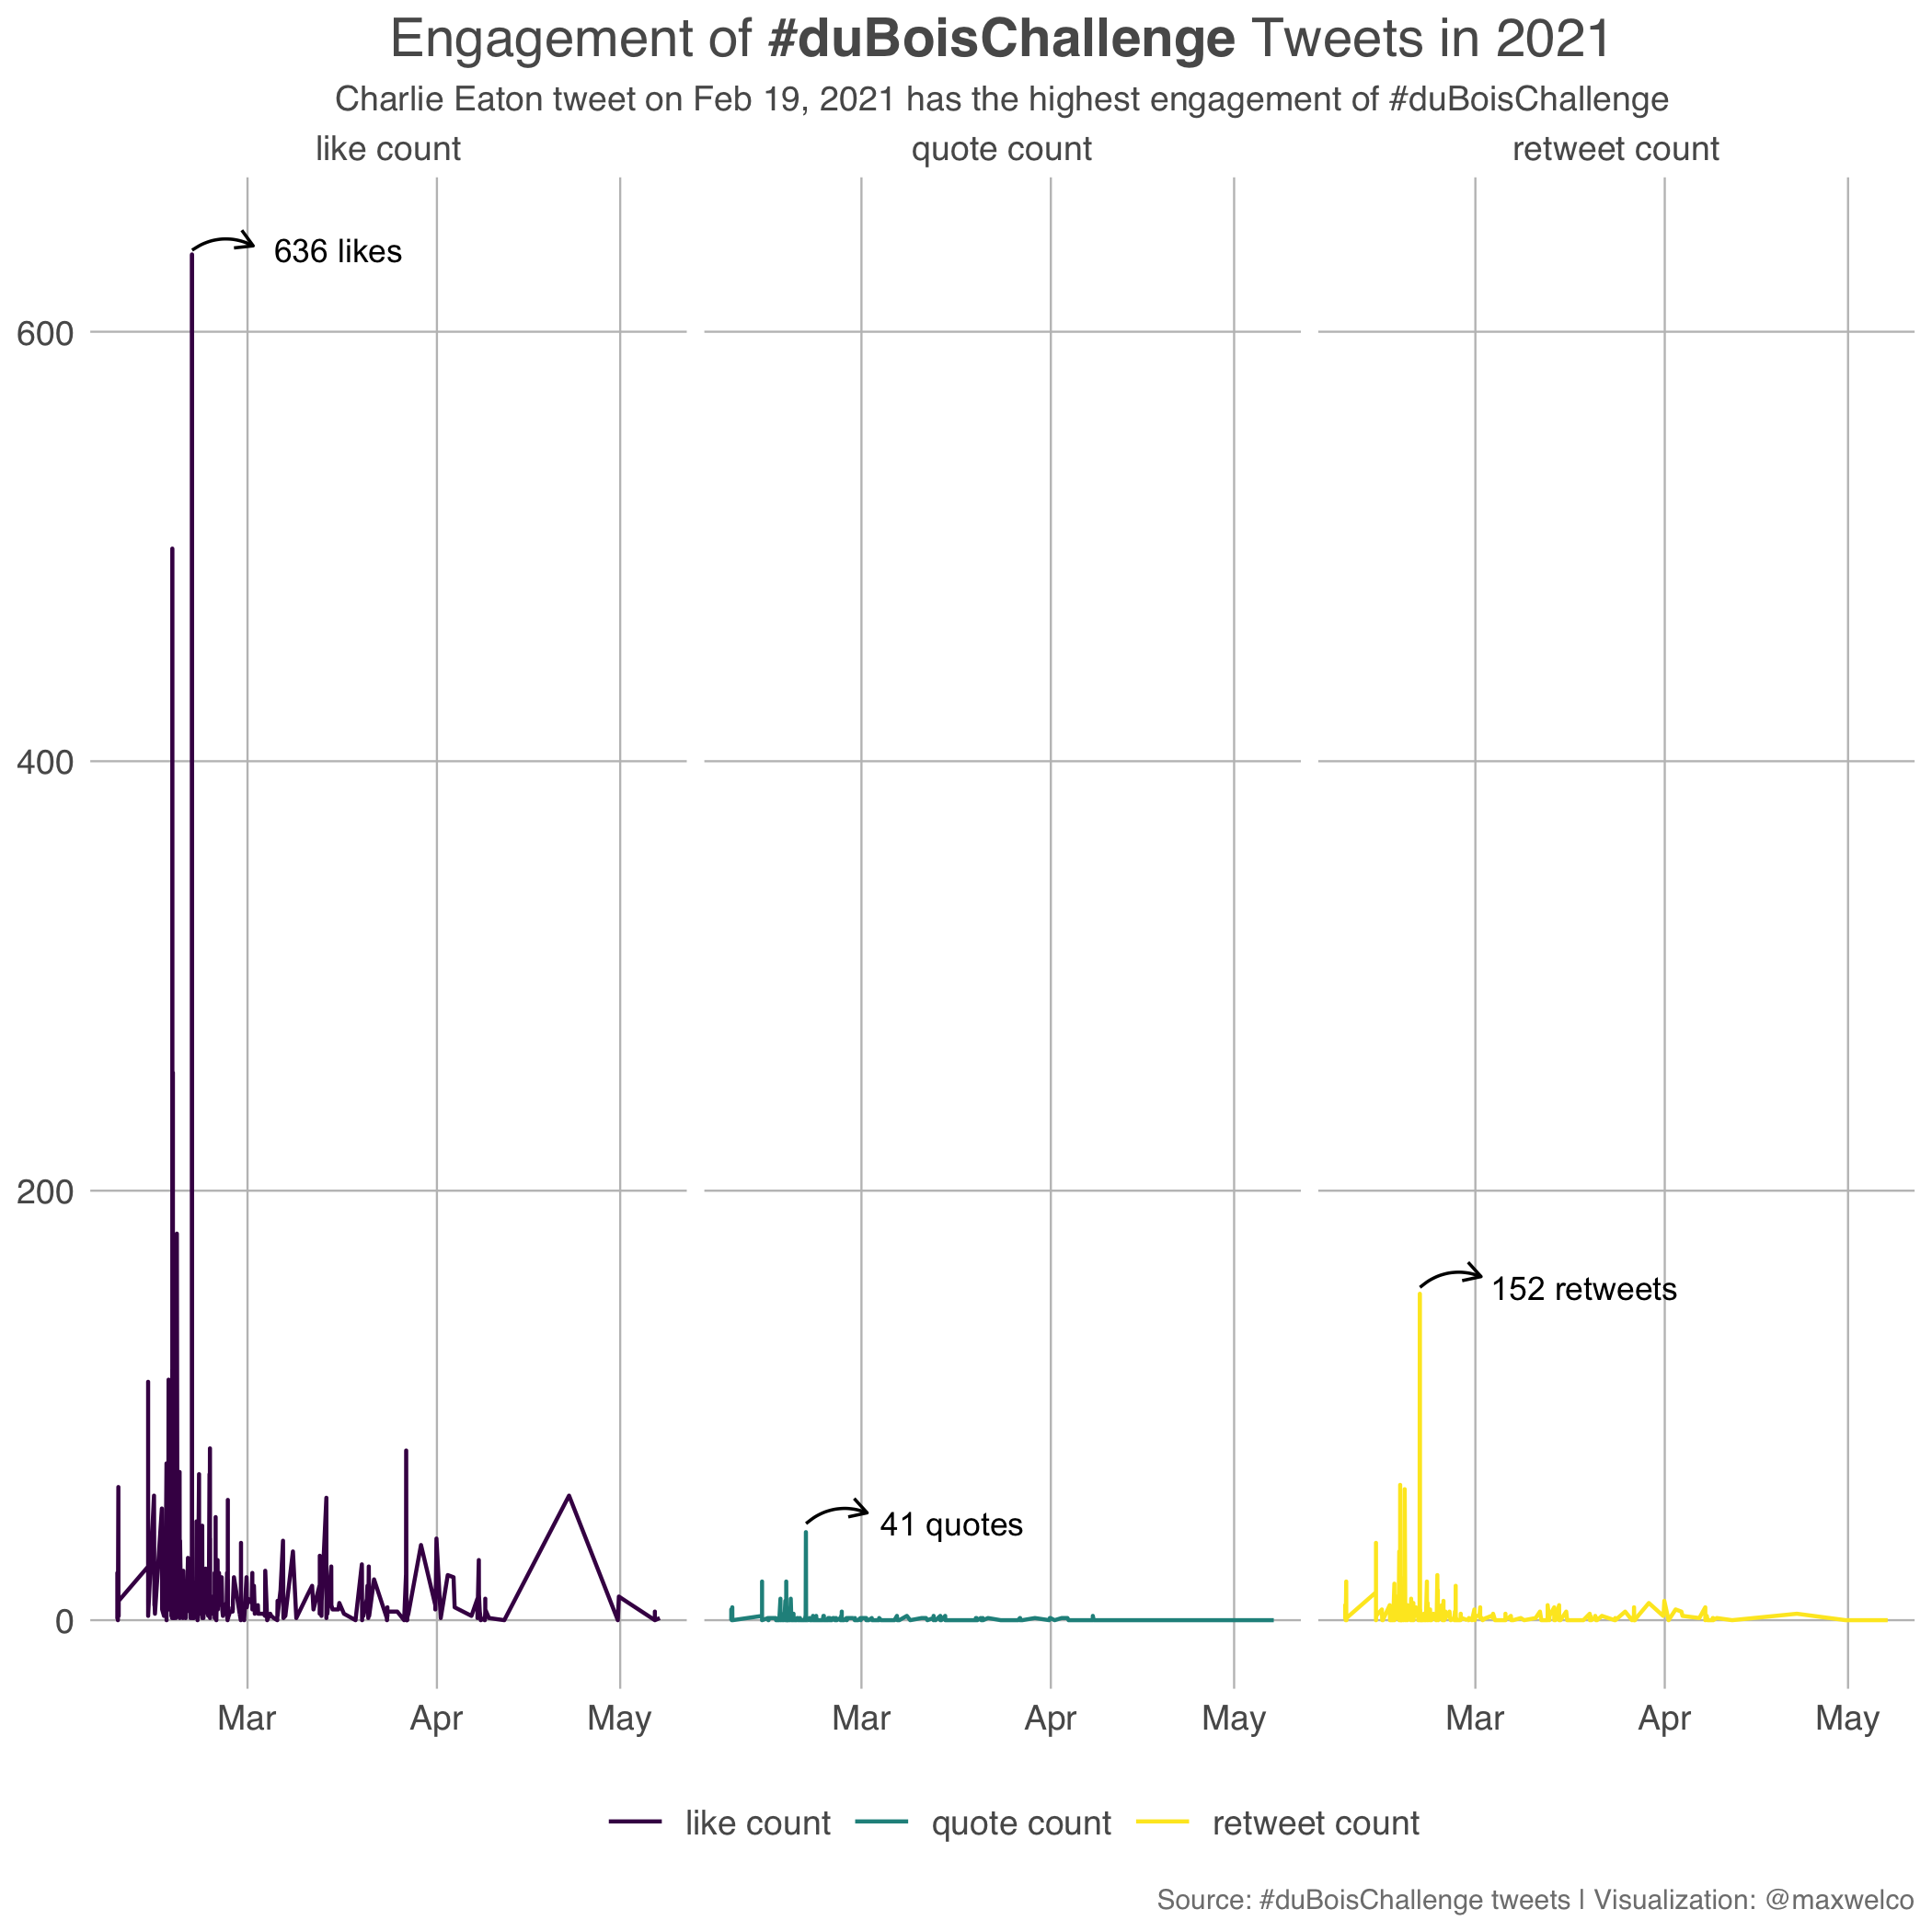 Engagement of #duBoisChallenge Tweets in 2021
Charlie Eaton tweet on Feb 19, 2021 has the highest engagement of #duBoisChallenge
like count
quote count
retweet count
636 likes
600
400
200
152 retweets
41 quotes
0
Mar Apr May
Mar Apr May
Mar Apr May
like count quote count retweet count
Source: #duBoisChallenge tweets | Visualization: @maxwelco